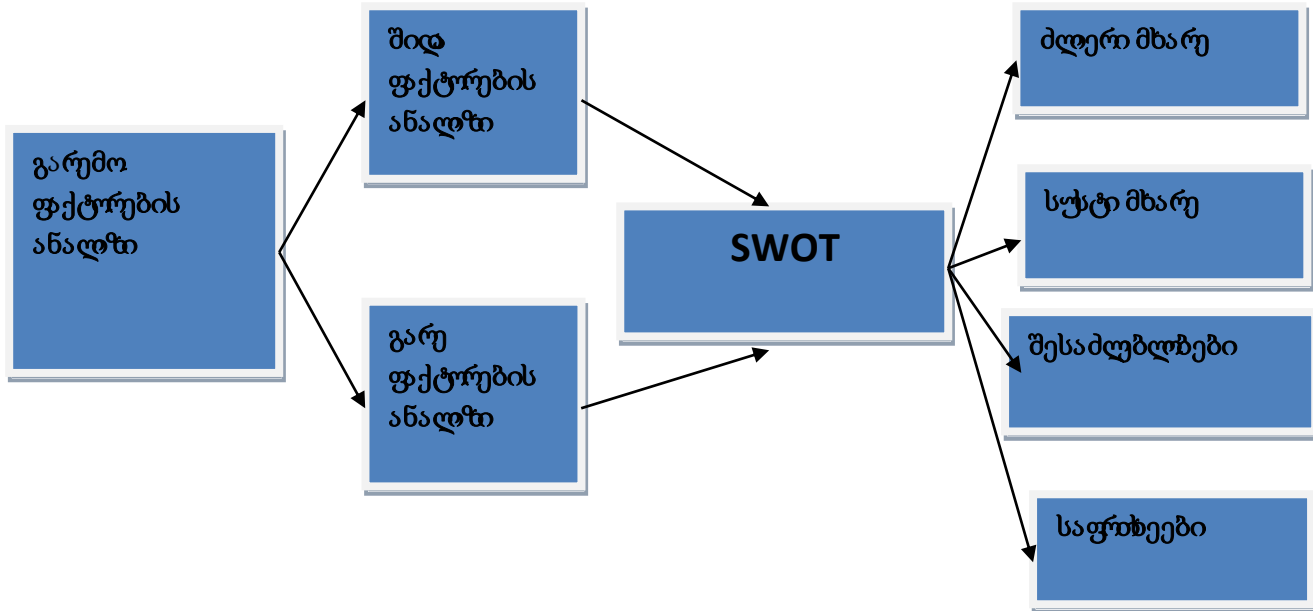 გარემო
ფაქტორების
ანალიზი
შიდა
ფაქტორების
ანალიზი
გარე
ფაქტორების
ანალიზი
SWOT
ძლიერი მხარე
სუსტი მხარე
შესაძლებლობები
საფრთხეები